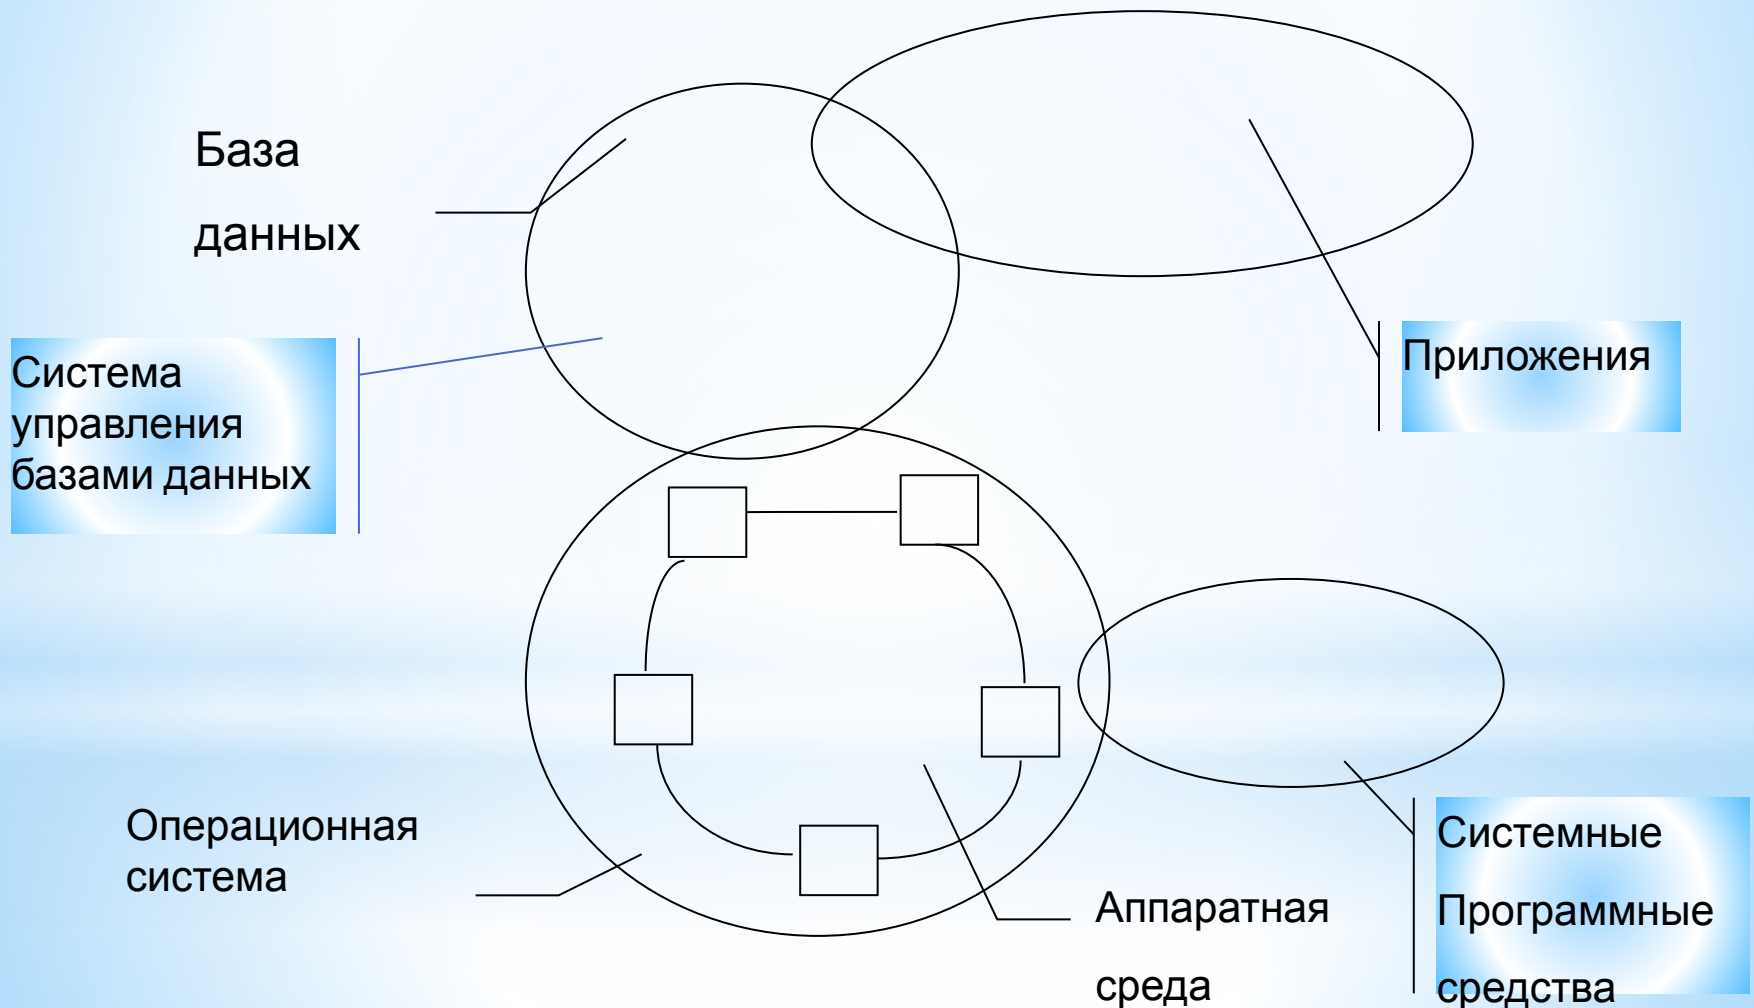 База
данных
Система
управления
базами данных
Приложения
Операционная
система
Аппаратная
среда
Системные
Программные
средства